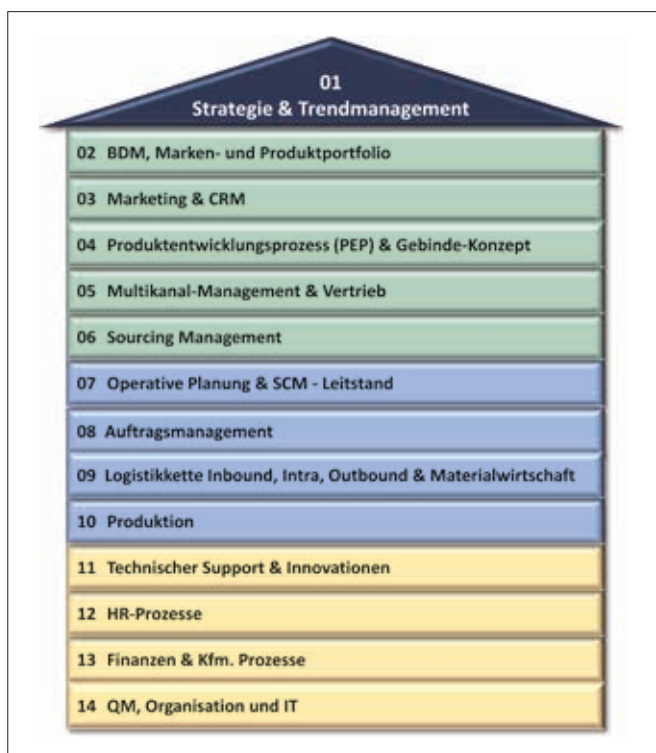 01
Strategie & Trendmanagement
02 BDM, Marken- und Produktportfolio
03 Marketing & CRM
04 Produktentwicklungsprozess (PEP) & Gebinde-Konzept
05 Multikanal-Management & Vertrieb
06 Sourcing Management
07 Operative Planung & SCM - Leitstand
08 Auftragsmanagement
09 Logistikkette Inbound, Intra, Outbound & Materialwirtschaft
10 Produktion
11 Technischer Support & Innovationen
12 HR-Prozesse
13 Finanzen & Kfm. Prozesse
14 QM, Organisation und IT